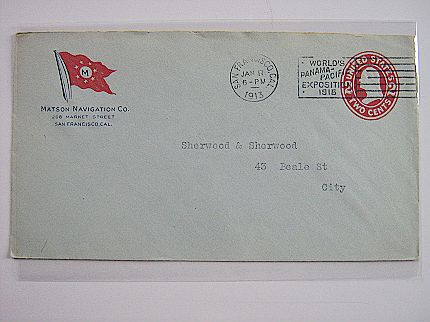 M
MATSON NAVIGATION CO.
268 MARKET STREET
SAN FRANCISCO, CAL.
SAN FRANCISCO, CAL.
JAN 17
6-PM
1913
WORLD'S
PANAMA-PACIFIC
EXPOSITION
1915
UNITED STATES
TWO CENTS
Sherwood & Sherwood
43 Beale St
City